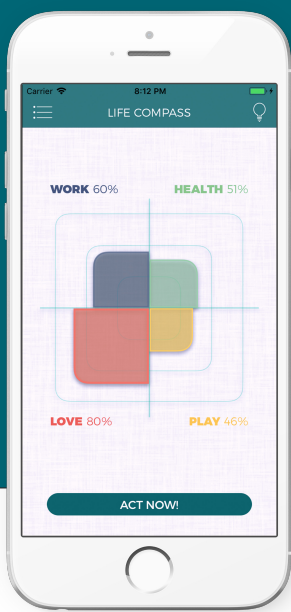 Carrier 8:12 PM
LIFE COMPASS
WORK 60% HEALTH 51%
LOVE 80% PLAY 46%
ACT NOW!